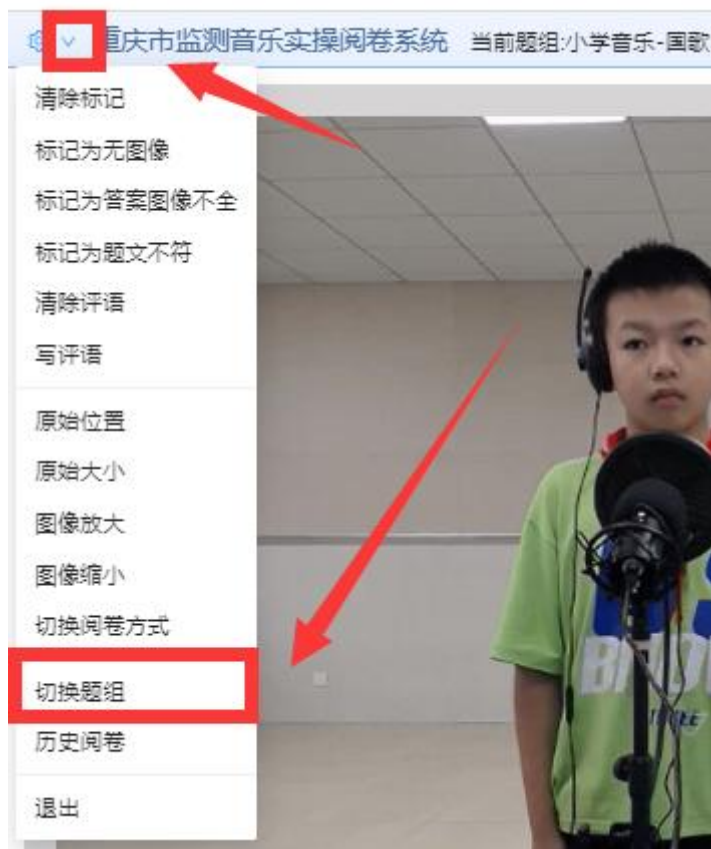 重庆市监测音乐实操阅卷系统 当前题组:小学音乐-国歌
清除标记
标记为无图像
标记为答案图像不全
标记为题文不符
清除评语
写评语
原始位置
原始大小
图像放大
图像缩小
切换阅卷方式
切换题组
历史阅卷
退出